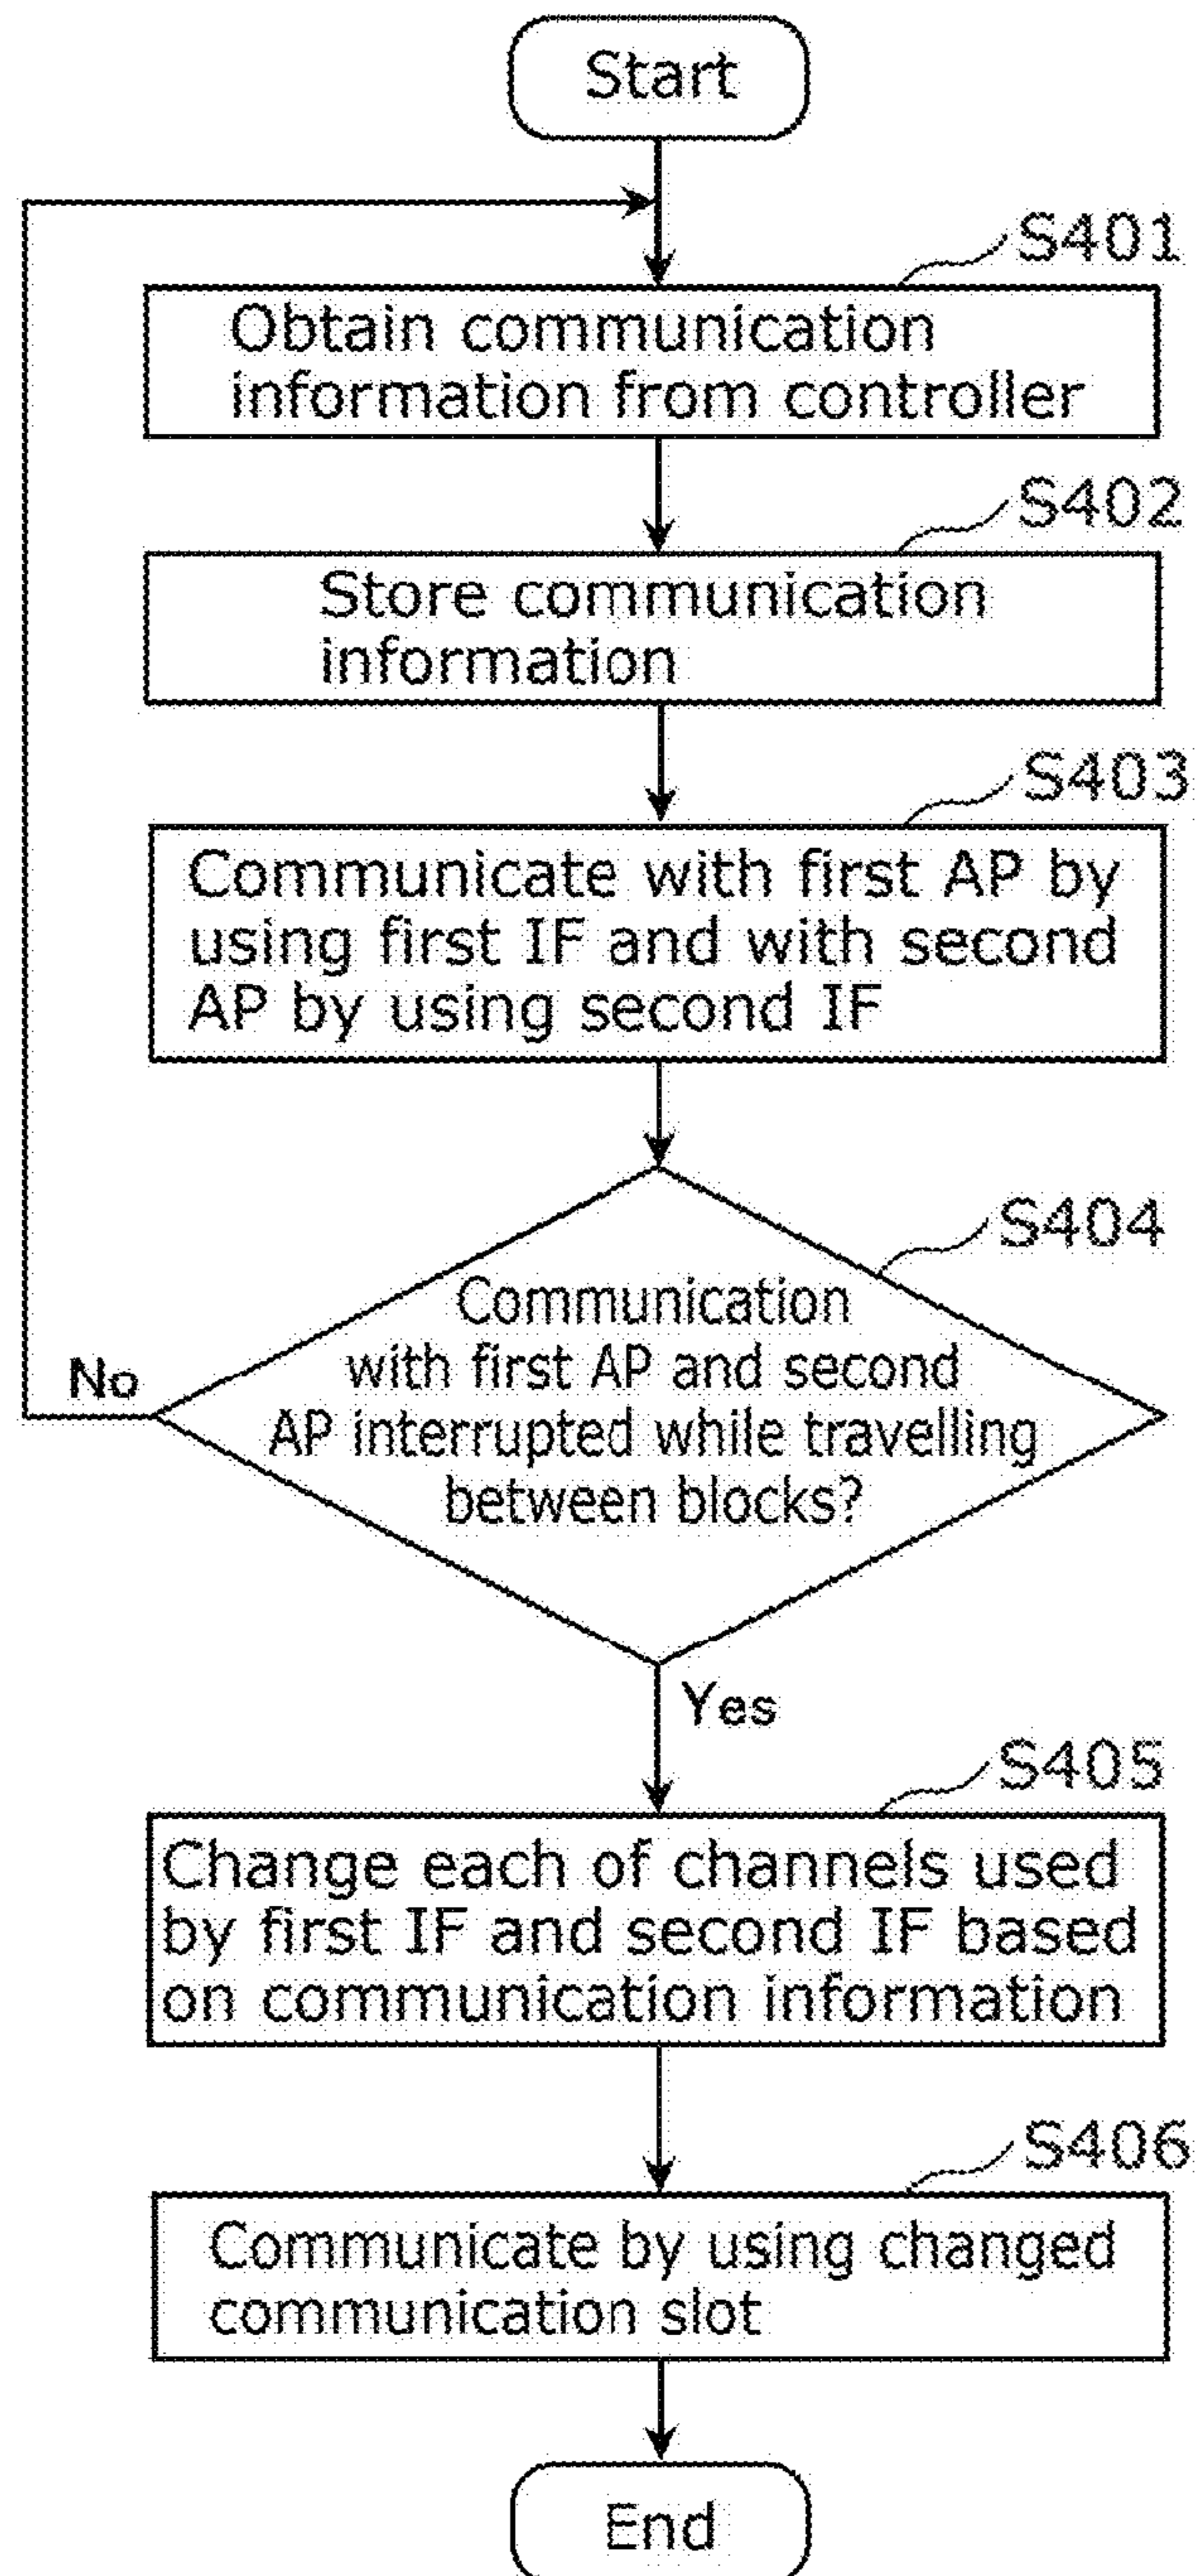 Start
S401
Obtain communication
information from controller
S402
Store communication
information
S403
Communicate with first AP by
using first IF and with second
AP by using second IF
S404
Communication
with first AP and second
AP interrupted while travelling
between blocks?
No
Yes
S405
Change each of channels used
by first IF and second IF based
on communication information
S406
Communicate by using changed
communication slot
End